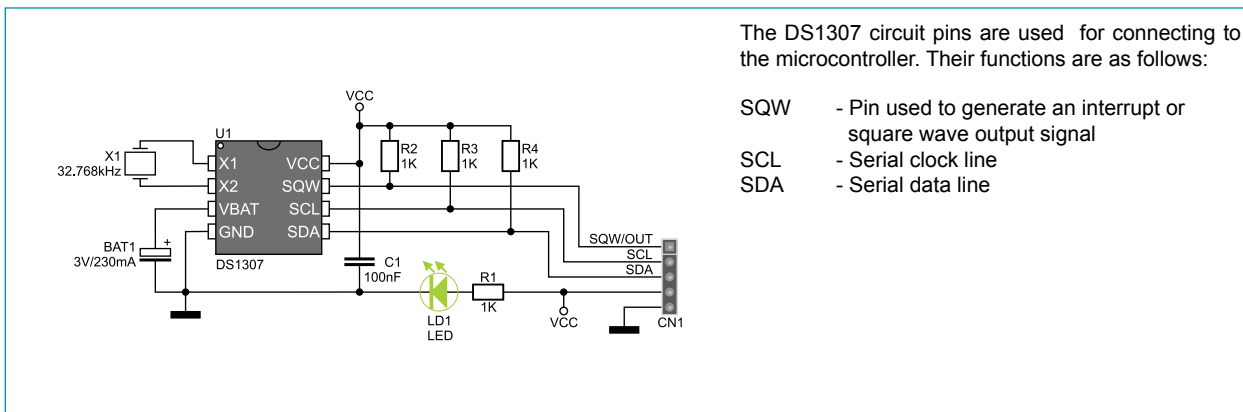 The DS1307 circuit pins are used for connecting to
the microcontroller. Their functions are as follows:
SQW - Pin used to generate an interrupt or
square wave output signal
SCL - Serial clock line
SDA - Serial data line
VCC
U1
X1
32.768kHz
X1
X2
VBAT
GND
VCC
SQW
SCL
SDA
DS1307
R2
1K
R3
1K
R4
1K
BAT1
3V/230mA
+
C1
100nF
LD1
LED
R1
1K
VCC
SQW/OUT
SCL
SDA
CN1